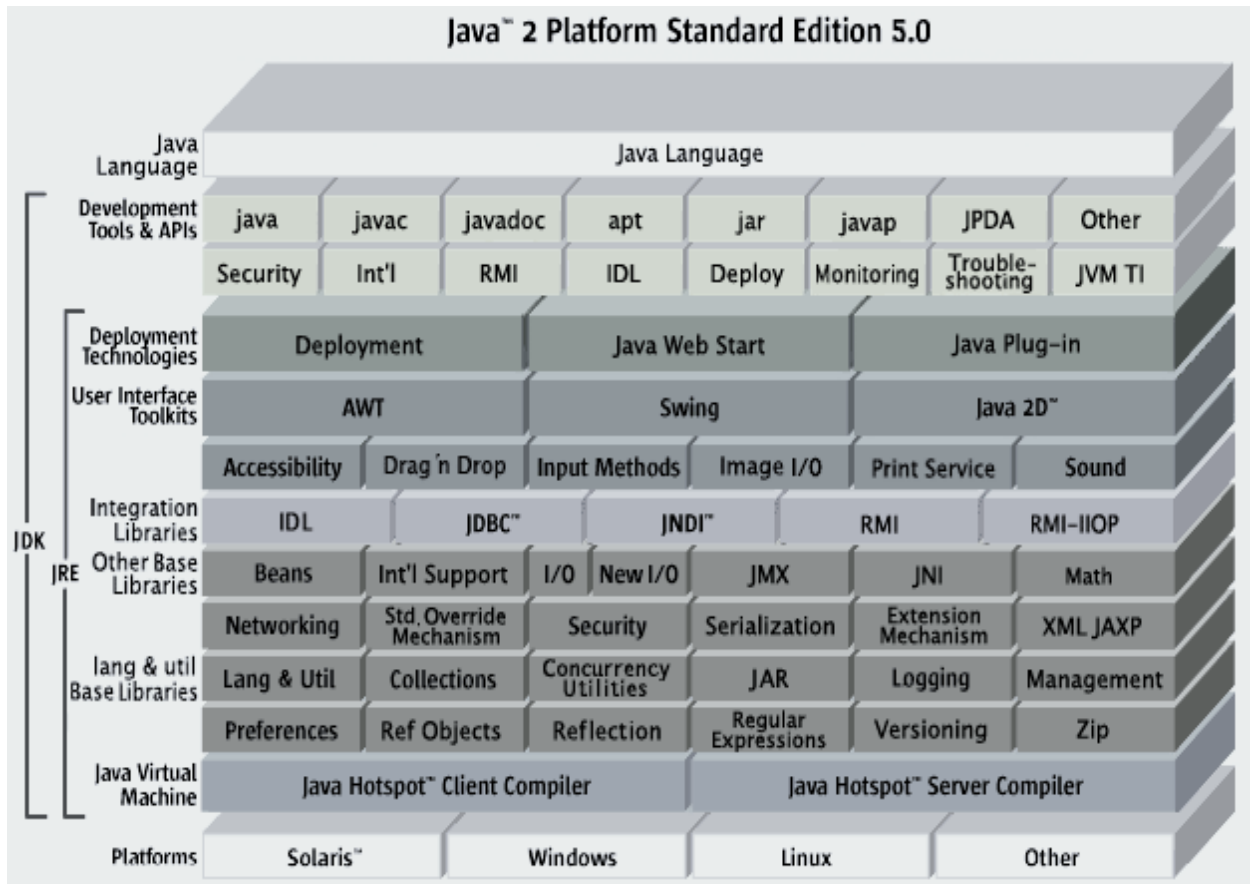 Java™ 2 Platform Standard Edition 5.0
Java
Language
Java Language
Development
Tools & APIs
java javac javadoc apt jar javap JPDA Other
Security Int'l RMI IDL Deploy Monitoring Trouble-
shooting JVM TI
Deployment
Technologies
Deployment Java Web Start Java Plug-in
User Interface
Toolkits
AWT Swing Java 2D™
Accessibility Drag 'n Drop Input Methods Image I/O Print Service Sound
Integration
Libraries
IDL JDBC™ JNDI™ RMI RMI-IIOP
JDK
JRE
Other Base
Libraries
Beans Int'l Support I/O New I/O JMX JNI Math
Networking Std. Override
Mechanism Security Serialization Extension
Mechanism XML JAXP
lang & util
Base Libraries
Lang & Util Collections Concurrency
Utilities JAR Logging Management
Preferences Ref Objects Reflection Regular
Expressions Versioning Zip
Java Virtual
Machine
Java Hotspot™ Client Compiler Java Hotspot™ Server Compiler
Platforms
Solaris™ Windows Linux Other